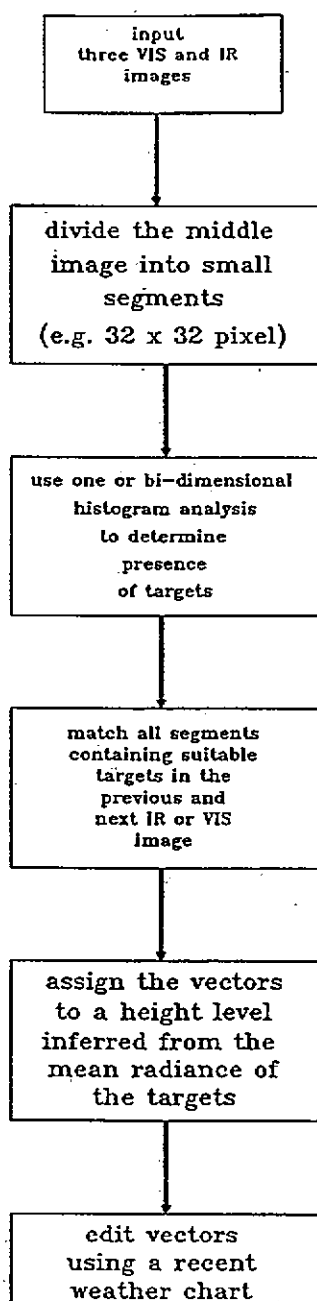 input
three VIS and IR
images
divide the middle
image into small
segments
(e.g. 32 x 32 pixel)
use one or bi-dimensional
histogram analysis
to determine
presence
of targets
match all segments
containing suitable
targets in the
previous and
next IR or VIS
image
assign the vectors
to a height level
inferred from the
mean radiance of
the targets
edit vectors
using a recent
weather chart